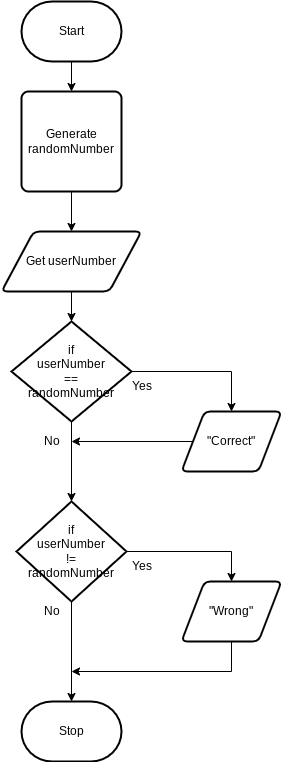 Start
Generate
randomNumber
Get userNumber
if
userNumber
==
randomNumber
Yes
"Correct"
No
if
userNumber
!=
randomNumber
Yes
"Wrong"
No
Stop